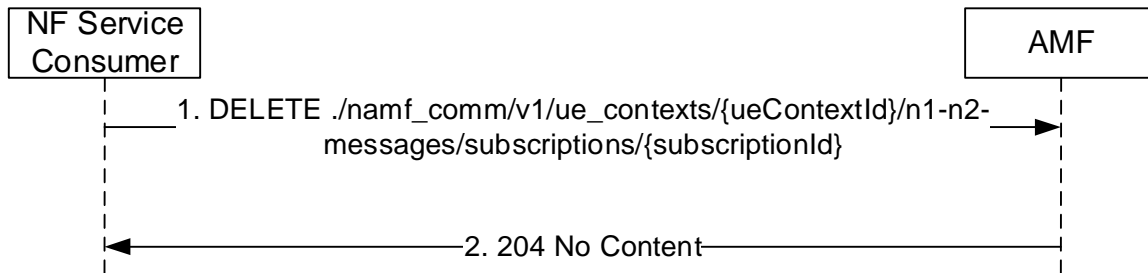 NF Service
Consumer
AMF
1. DELETE ./namf_comm/v1/ue_contexts/{ueContextId}/n1-n2-
messages/subscriptions/{subscriptionId}
2. 204 No Content